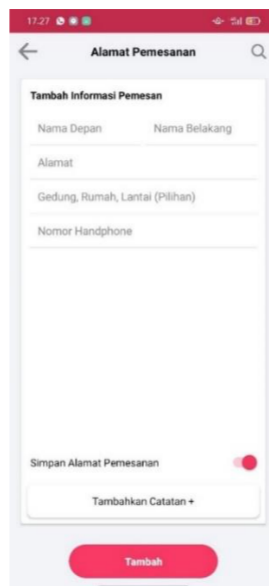 17.27
Alamat Pemesanan
Tambah Informasi Pemesan
Nama Depan Nama Belakang
Alamat
Gedung, Rumah, Lantai (Pilihan)
Nomor Handphone
Simpan Alamat Pemesanan
Tambahkan Catatan +
Tambah